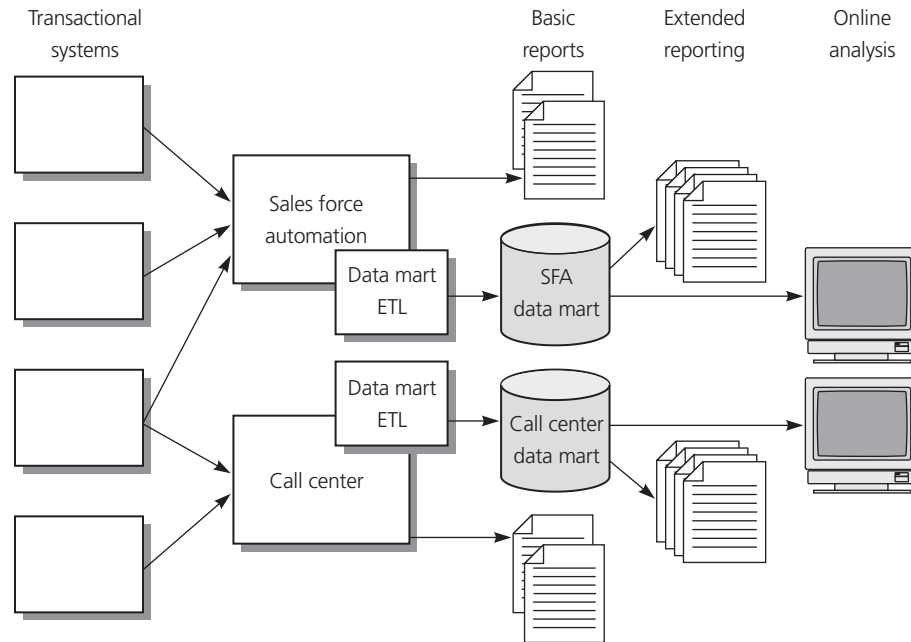 Transactional
systems
Basic
reports
Extended
reporting
Online
analysis
Sales force
automation
Data mart
ETL
SFA
data mart
Data mart
ETL
Call center
data mart
Call center